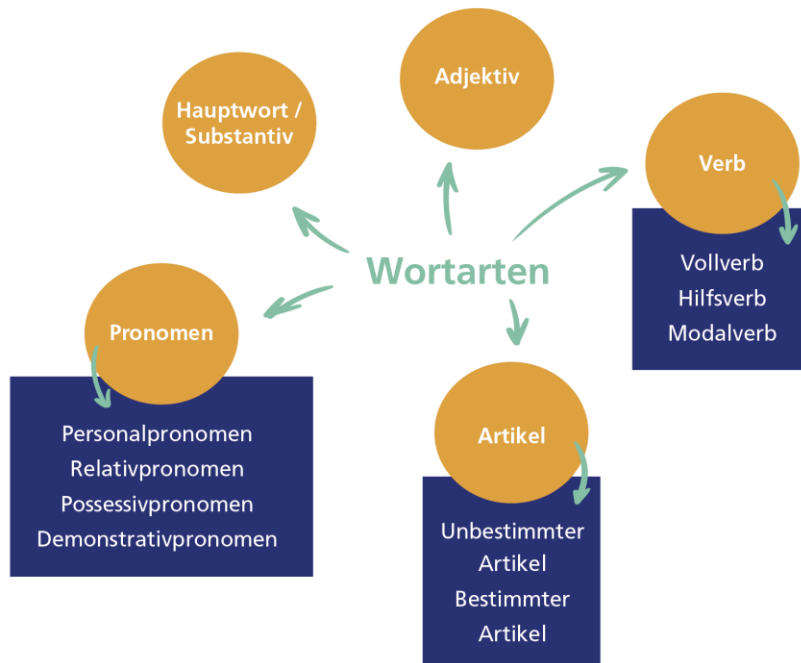 Adjektiv
Hauptwort /
Substantiv
Verb
Vollverb
Hilfsverb
Modalverb
Wortarten
Pronomen
Personalpronomen
Relativpronomen
Possessivpronomen
Demonstrativpronomen
Artikel
Unbestimmter
Artikel
Bestimmter
Artikel